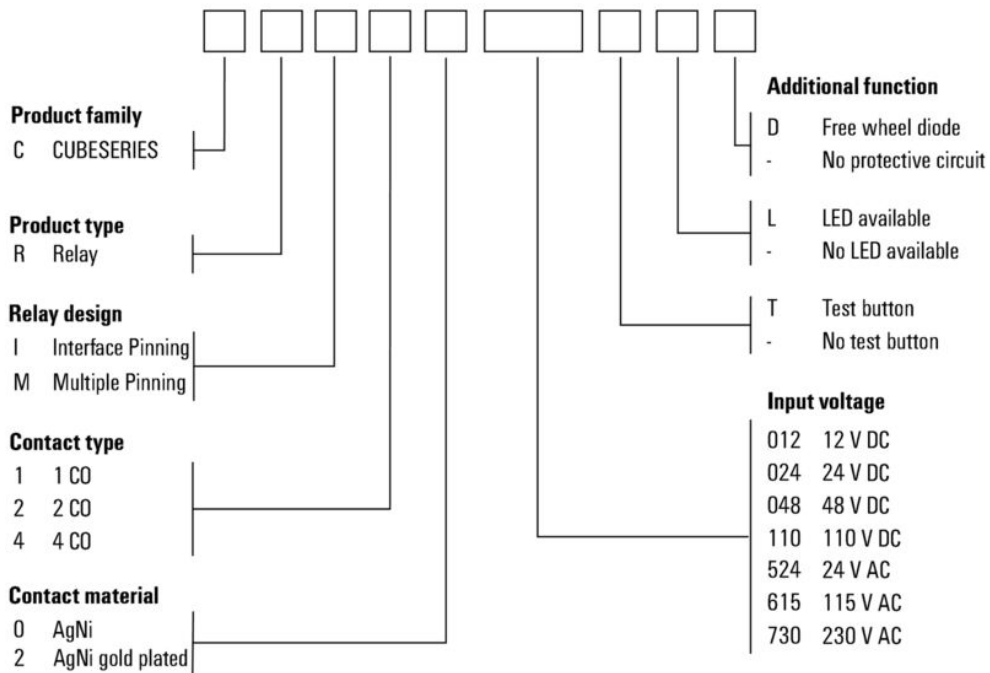 Product family
C CUBESERIES
Product type
R Relay
Relay design
I Interface Pinning
M Multiple Pinning
Contact type
1 1 CO
2 2 CO
4 4 CO
Contact material
0 AgNi
2 AgNi gold plated
Additional function
D Free wheel diode
- No protective circuit
L LED available
- No LED available
T Test button
- No test button
Input voltage
012 12 V DC
024 24 V DC
048 48 V DC
110 110 V DC
524 24 V AC
615 115 V AC
730 230 V AC